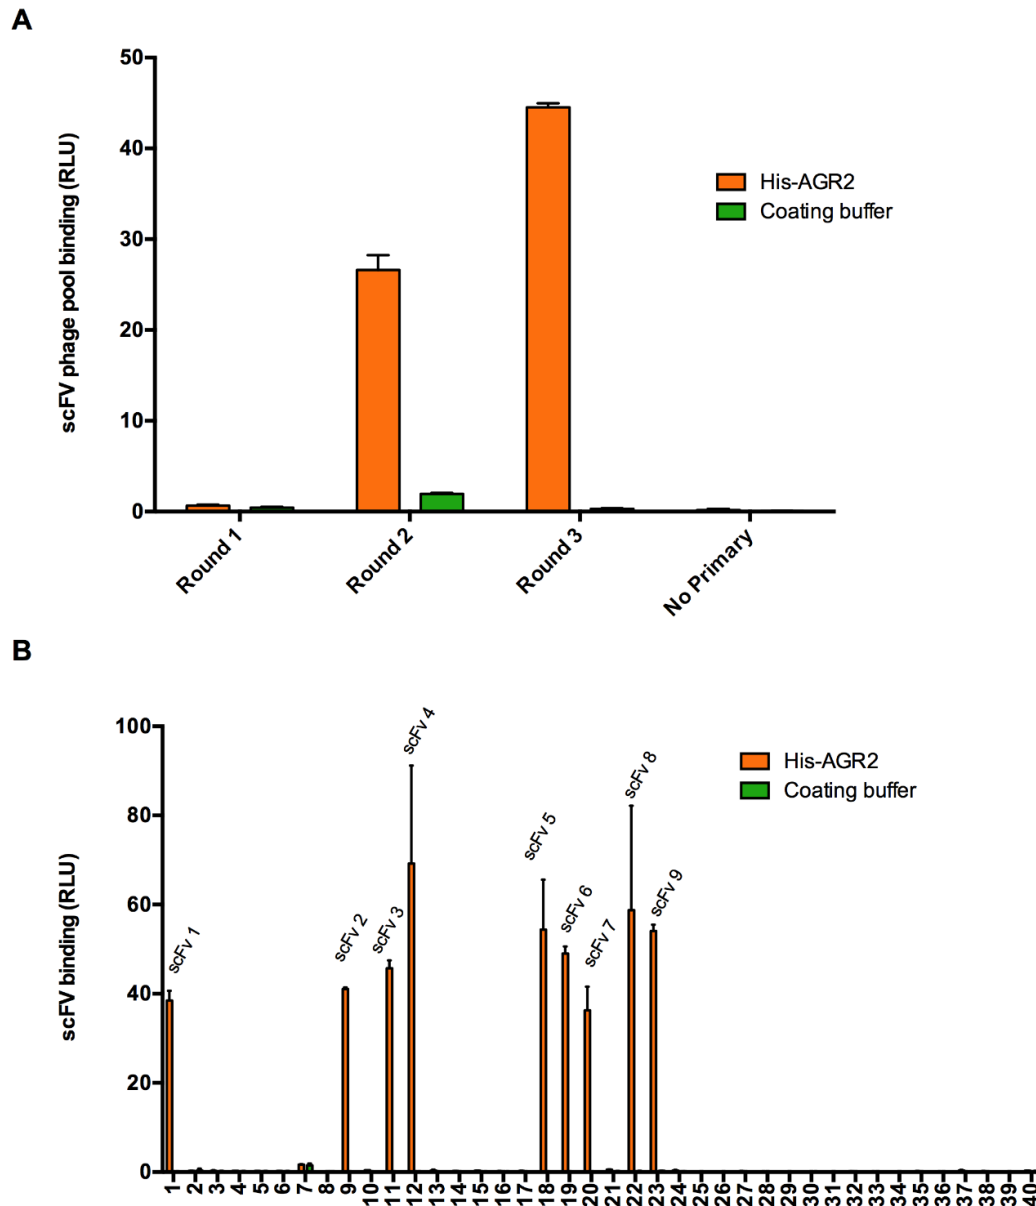 A
50
40
30
20
10
0
scFV phage pool binding (RLU)
His-AGR2
Coating buffer
Round 1
Round 2
Round 3
No Primary
B
100
80
60
40
20
0
scFV binding (RLU)
His-AGR2
Coating buffer
scFv 1
scFv 2
scFv 3
scFv 4
scFv 5
scFv 6
scFv 7
scFv 8
scFv 9
1
2
3
4
5
6
7
8
9
10
11
12
13
14
15
16
17
18
19
20
21
22
23
24
25
26
27
28
29
30
31
32
33
34
35
36
37
38
39
40